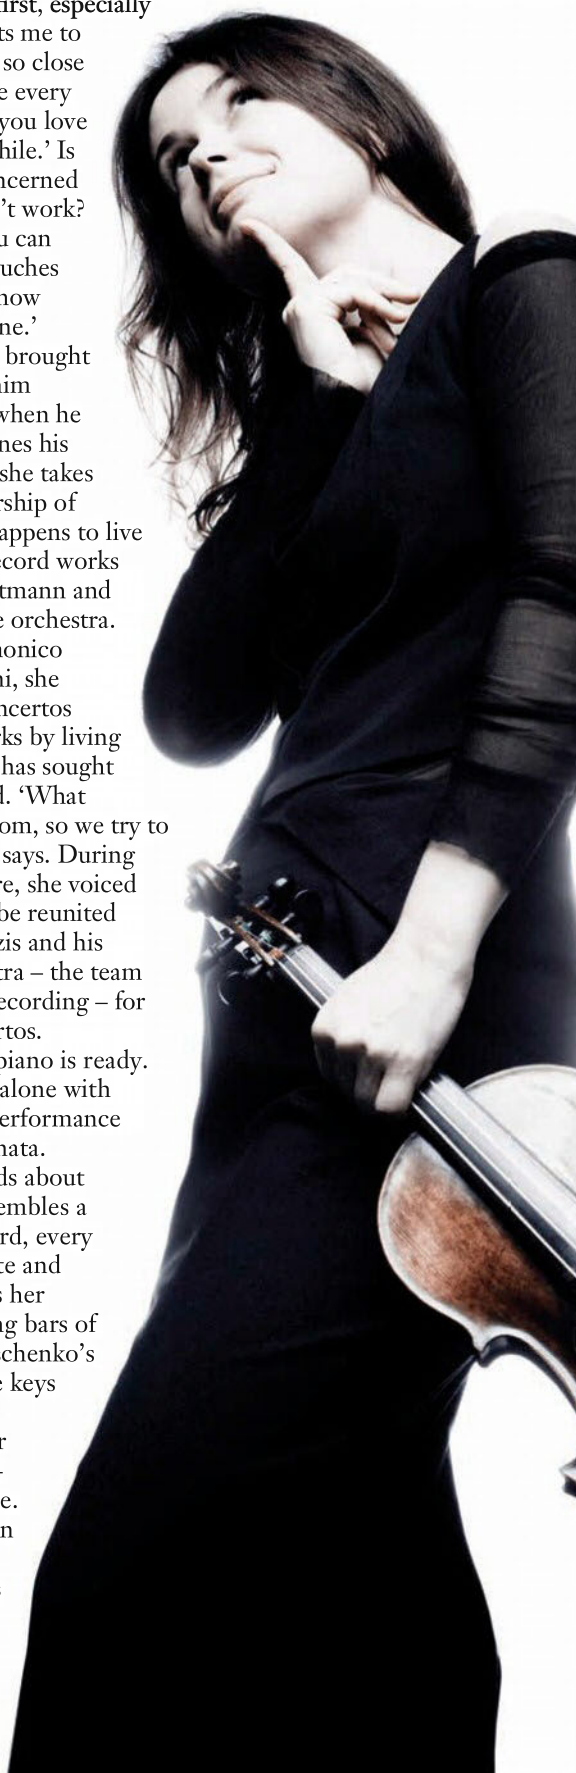 first, especially
ts me to
so close
e every
you love
hile.’ Is
ncerned
’t work?
u can
uches
now
ne.’
brought
him
when he
nes his
she takes
rship of
appens to live
ecord works
tmann and
e orchestra.
nonico
ni, she
ncertos
ks by living
has sought
d. ‘What
om, so we try to
says. During
re, she voiced
be reunited
zis and his
tra – the team
ecording – for
rtos.
piano is ready.
alone with
erformance
nata.
ds about
embles a
rd, every
te and
s her
ng bars of
schenko’s
e keys
r
-
e.
n
s